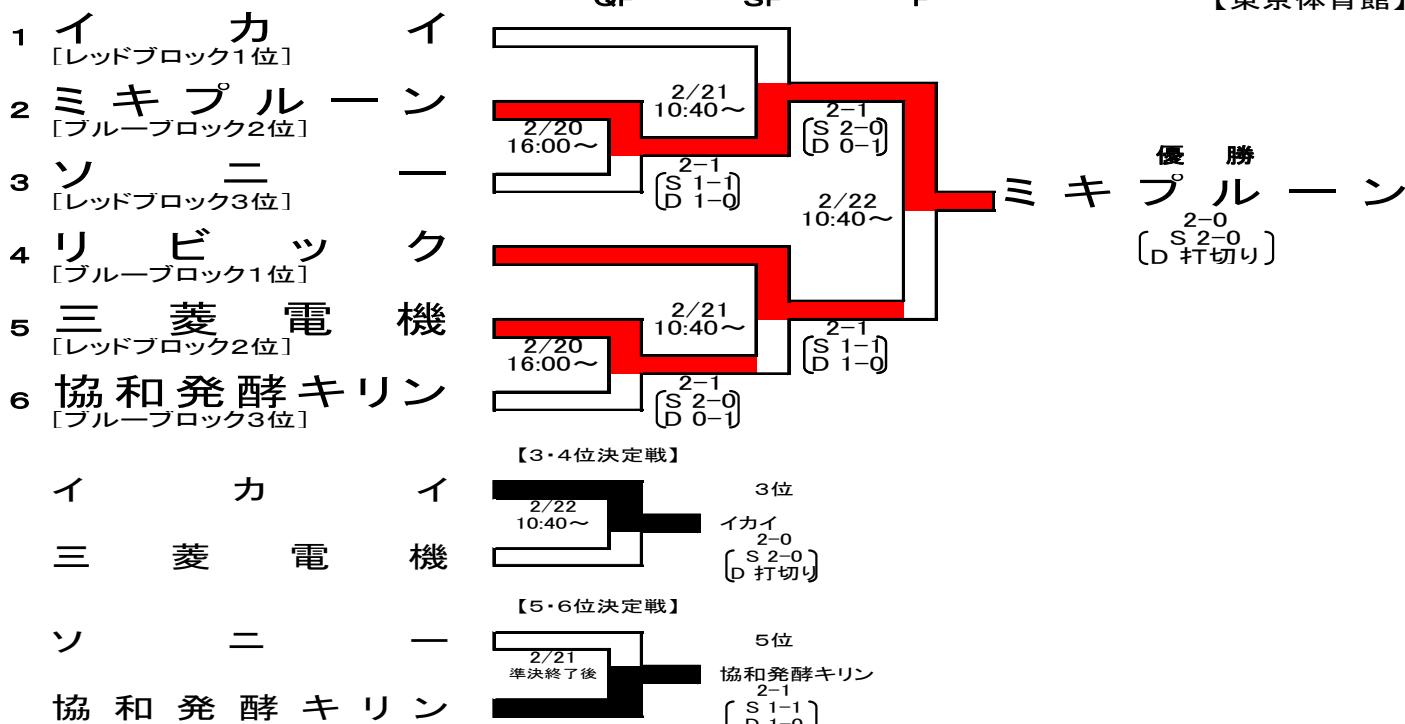 QF SF F 【東京体育館】
1 イカイ
[レッドブロック1位]
2 ミキプルーン
[ブルーブロック2位]
3 ソニー
[レッドブロック3位]
4 リビック
[ブルーブロック1位]
5 三菱電機
[レッドブロック2位]
6 協和発酵キリン
[ブルーブロック3位]
2/20
16:00～
2-1
S 1-1
D 1-0
2/20
16:00～
2-1
S 2-0
D 0-1
2/21
10:40～
2-1
S 2-0
D 0-1
2/21
10:40～
2-1
S 1-1
D 1-0
2/22
10:40～
優勝
ミキプルーン
2-0
S 2-0
D 打切り
【3・4位決定戦】
イカイ
三菱電機
2/22
10:40～
3位
イカイ
2-0
S 2-0
D 打切り
【5・6位決定戦】
ソニー
協和発酵キリン
2/21
準決終了後
5位
協和発酵キリン
2-1
S 1-1
D 1-0